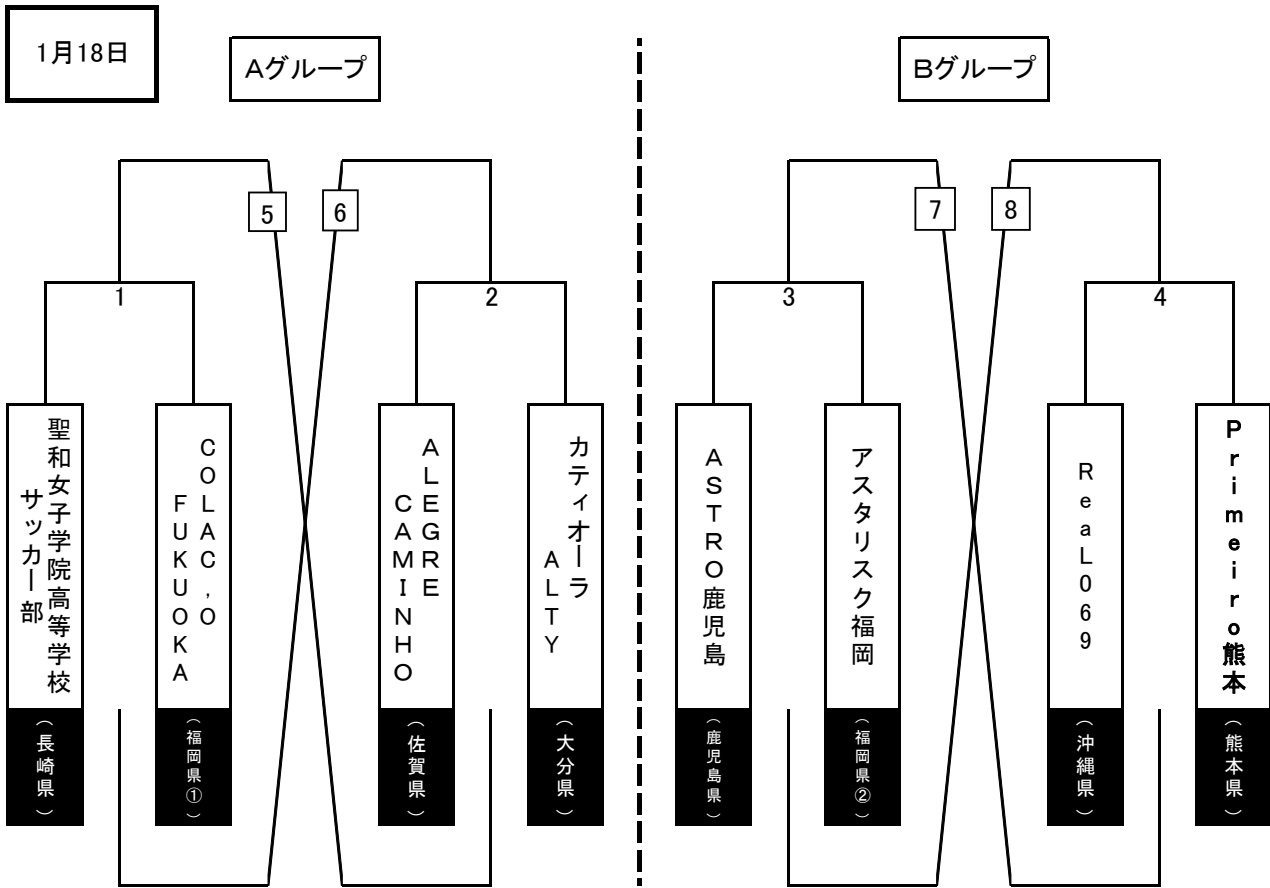 1月18日
Aグループ
Bグループ
5
6
7
8
1
2
3
4
聖和女子学院高等学校
サッカー部
（長崎県）
COLAC,O
FUKUOKA
（福岡県①）
ALEGRE
CAMINHO
（佐賀県）
カティオーラ
ALTY
（大分県）
ASTRO鹿児島
（鹿児島県）
アスタリスク福岡
（福岡県②）
ReaL069
（沖縄県）
Primeiro熊本
（熊本県）